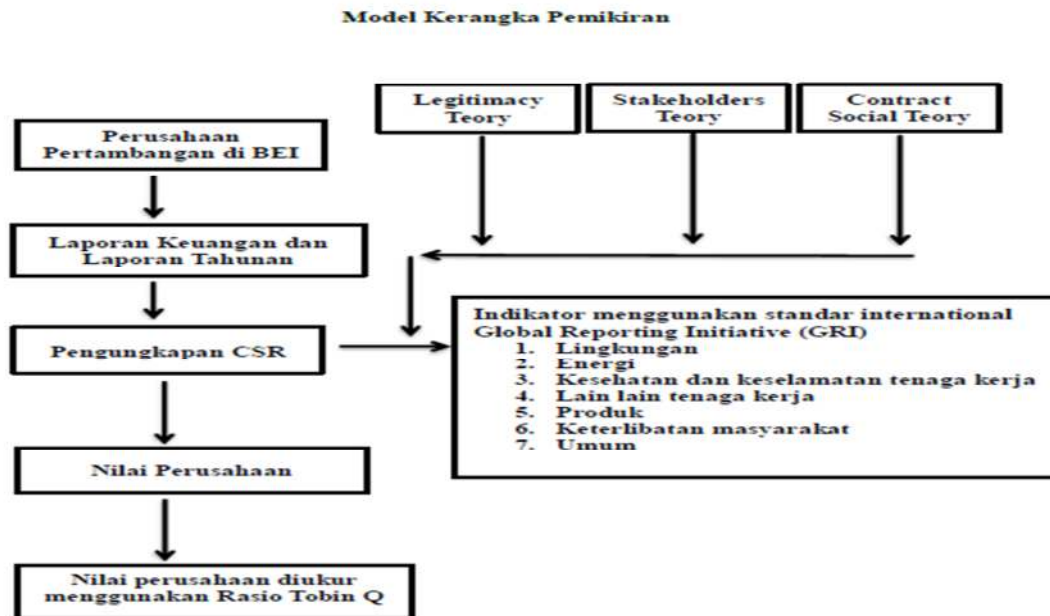 Model Kerangka Pemikiran
Legitimacy
Teory
Stakeholders
Teory
Contract
Social Teory
Perusahaan
Pertambangan di BEI
Laporan Keuangan dan
Laporan Tahunan
Pengungkapan CSR
Indikator menggunakan standar international
Global Reporting Initiative (GRI)
1. Lingkungan
2. Energi
3. Kesehatan dan keselamatan tenaga kerja
4. Lain lain tenaga kerja
5. Produk
6. Keterlibatan masyarakat
7. Umum
Nilai Perusahaan
Nilai perusahaan diukur
menggunakan Rasio Tobin Q